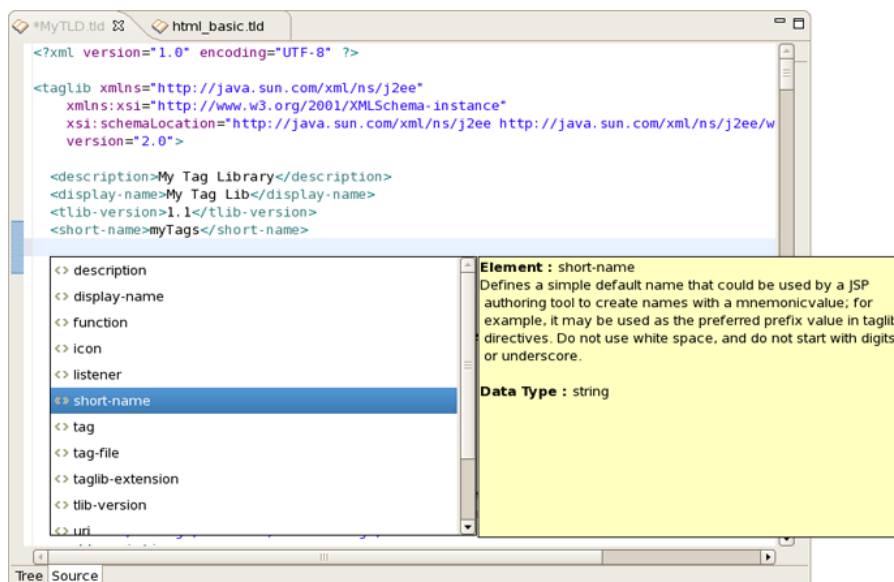 *MyTLD.tld html_basic.tld
<?xml version="1.0" encoding="UTF-8" ?>
<taglib xmlns="http://java.sun.com/xml/ns/j2ee"
xmlns:xsi="http://www.w3.org/2001/XMLSchema-instance"
xsi:schemaLocation="http://java.sun.com/xml/ns/j2ee http://java.sun.com/xml/ns/j2ee/w
version="2.0">
<description>My Tag Library</description>
<display-name>My Tag Lib</display-name>
<tlib-version>1.1</tlib-version>
<short-name>myTags</short-name>
<> description
<> display-name
<> function
<> icon
<> listener
<> short-name
<> tag
<> tag-file
<> taglib-extension
<> tlib-version
<> uri
Element : short-name
Defines a simple default name that could be used by a JSP
authoring tool to create names with a mnemonicvalue; for
example, it may be used as the preferred prefix value in taglib
directives. Do not use white space, and do not start with digits
or underscore.
Data Type : string
Tree Source